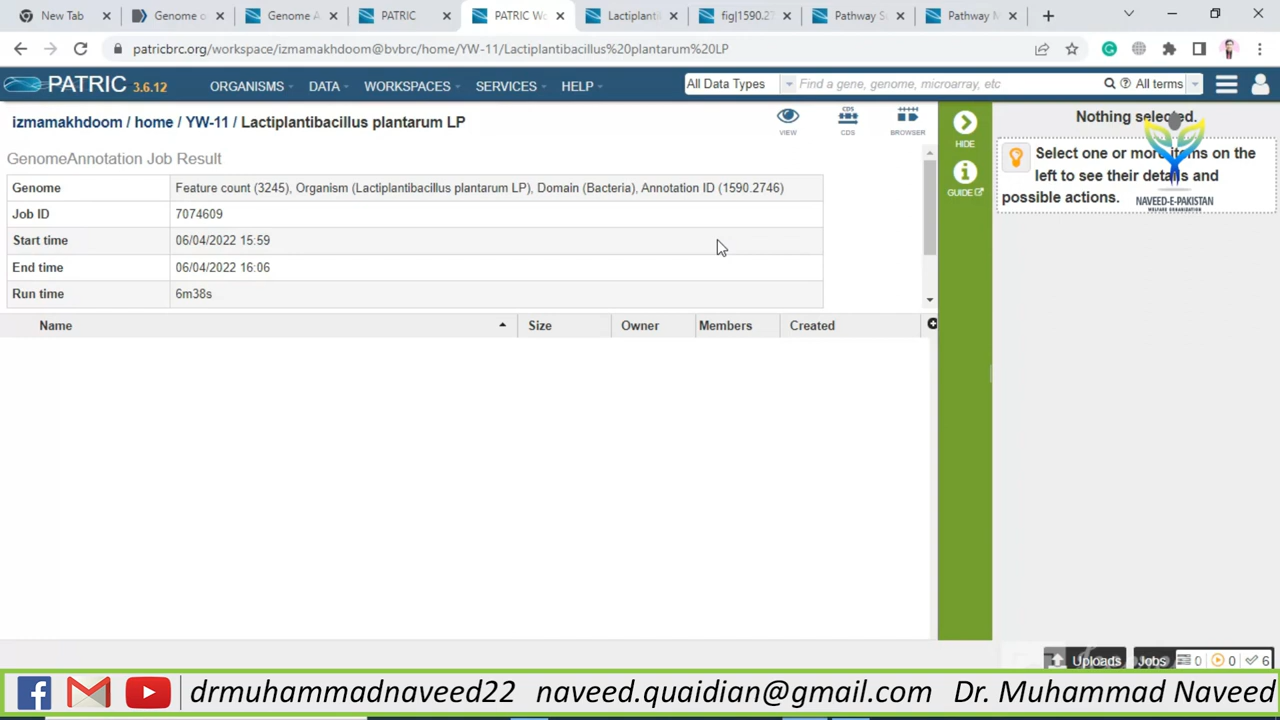 New Tab
Genome o
Genome A
PATRIC
PATRIC Wo
Lactiplanti
fig|1590.27
Pathway S
Pathway M
patricbrc.org/workspace/izmamakhdoom@bvbrc/home/YW-11/Lactiplantibacillus%20plantarum%20LP
PATRIC 3.6.12
ORGANISMS
DATA
WORKSPACES
SERVICES
HELP
All Data Types
Find a gene, genome, microarray, etc
All terms
izmamakhdoom / home / YW-11 / Lactiplantibacillus plantarum LP
VIEW
CDS
CDS
BROWSER
HIDE
GUIDE
Nothing selected.
Select one or more items on the
left to see their details and
possible actions.
NAVEED-E-PAKISTAN
WELFARE ORGANIZATION
GenomeAnnotation Job Result
Genome Feature count (3245), Organism (Lactiplantibacillus plantarum LP), Domain (Bacteria), Annotation ID (1590.2746)
Job ID 7074609
Start time 06/04/2022 15:59
End time 06/04/2022 16:06
Run time 6m38s
Name Size Owner Members Created
Uploads Jobs 0 0 6
drmuhammadnaveed22 naveed.quaidian@gmail.com Dr. Muhammad Naveed